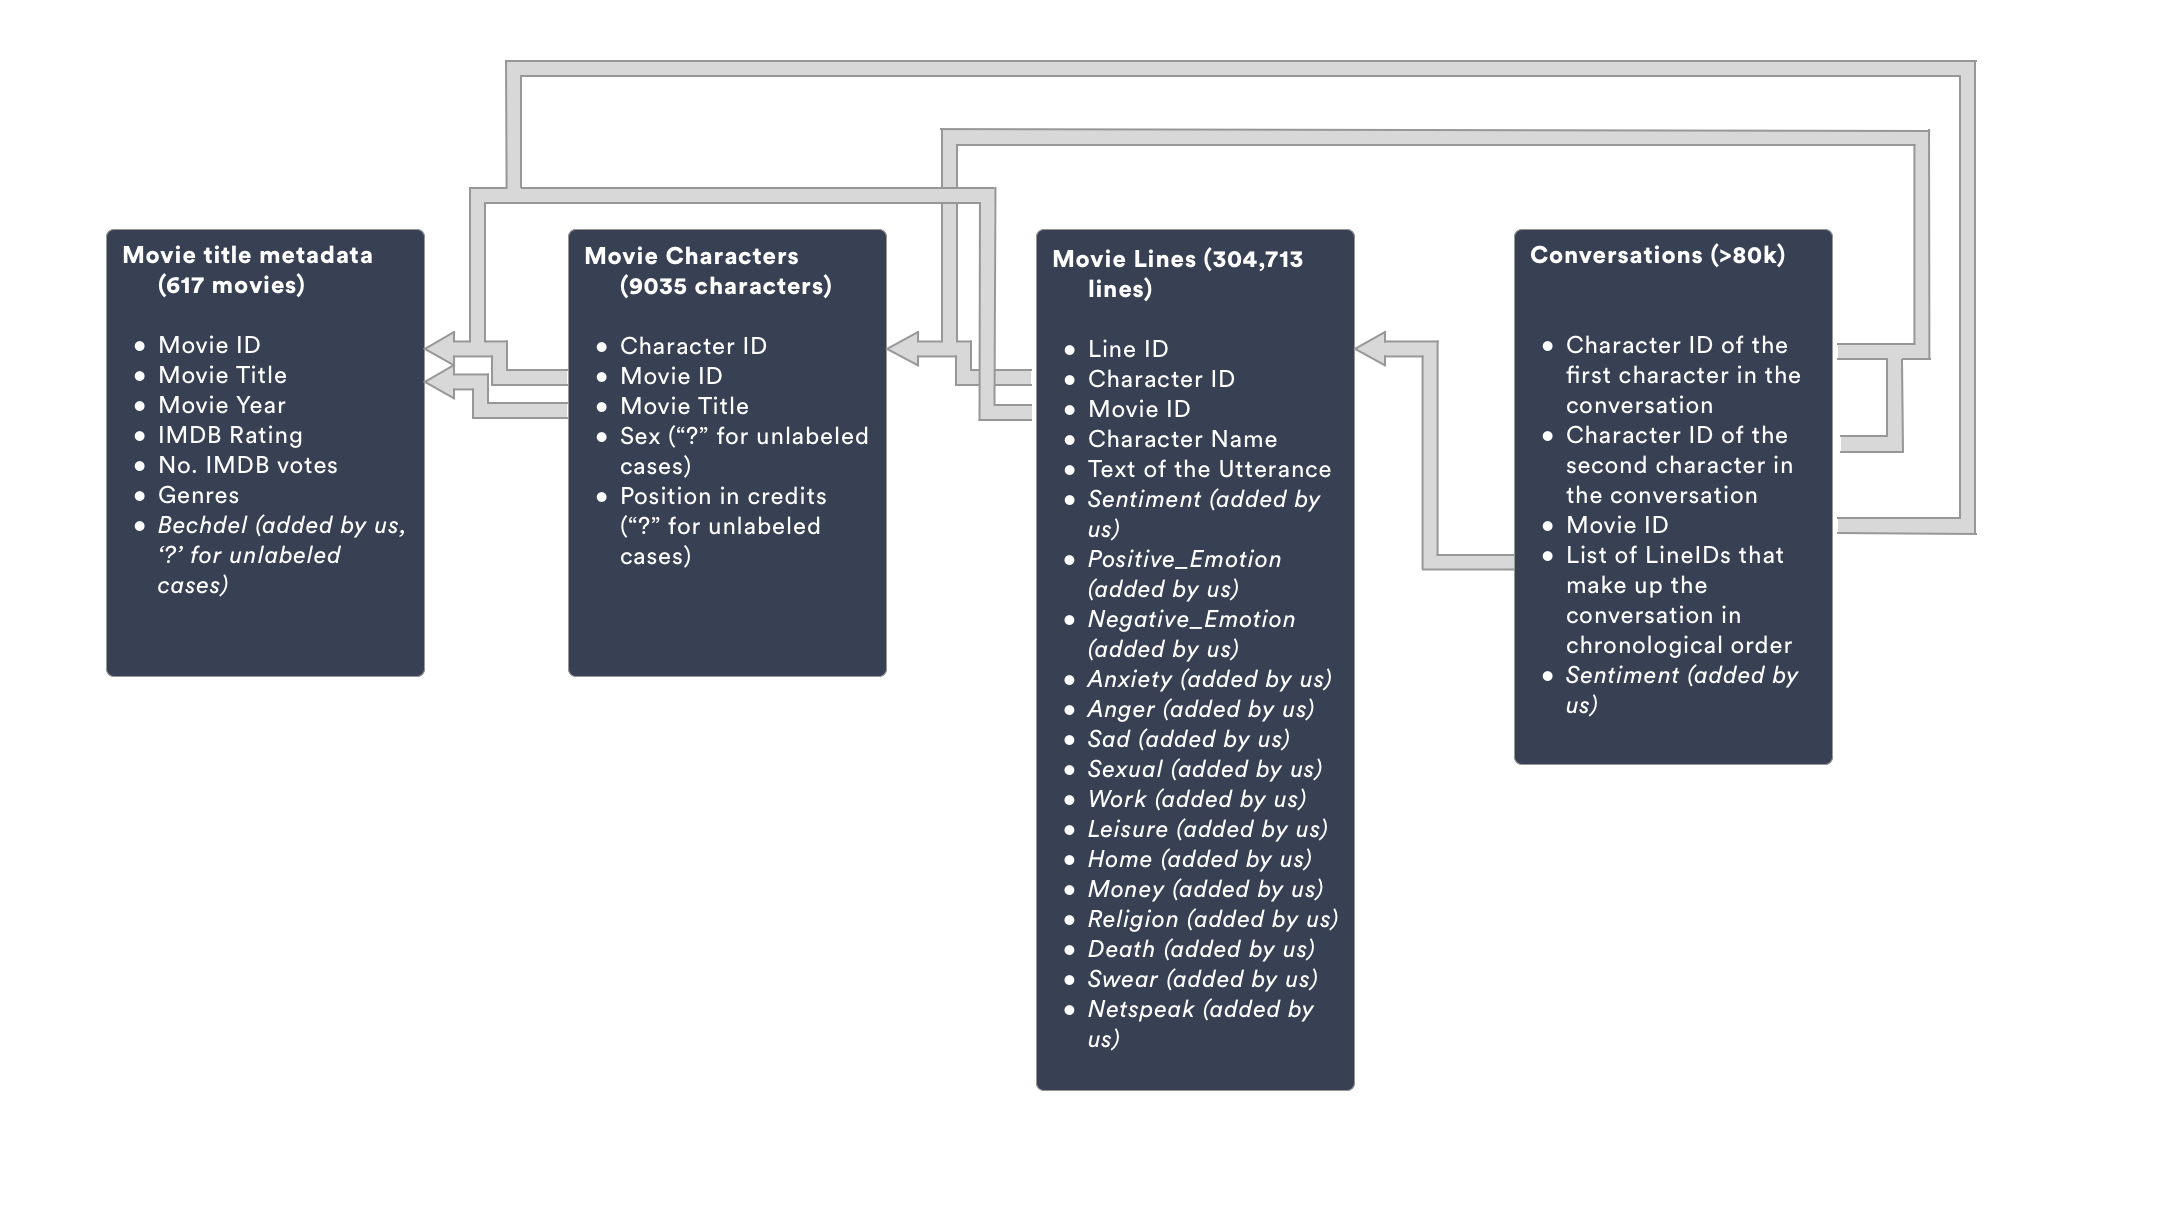 Movie title metadata
(617 movies)
● Movie ID
● Movie Title
● Movie Year
● IMDB Rating
● No. IMDB votes
● Genres
● Bechdel (added by us,
‘?’ for unlabeled
cases)
Movie Characters
(9035 characters)
● Character ID
● Movie ID
● Movie Title
● Sex (“?” for unlabeled
cases)
● Position in credits
(“?” for unlabeled
cases)
Movie Lines (304,713
lines)
● Line ID
● Character ID
● Movie ID
● Character Name
● Text of the Utterance
● Sentiment (added by
us)
● Positive_Emotion
(added by us)
● Negative_Emotion
(added by us)
● Anxiety (added by us)
● Anger (added by us)
● Sad (added by us)
● Sexual (added by us)
● Work (added by us)
● Leisure (added by us)
● Home (added by us)
● Money (added by us)
● Religion (added by us)
● Death (added by us)
● Swear (added by us)
● Netspeak (added by
us)
Conversations (>80k)
● Character ID of the
first character in the
conversation
● Character ID of the
second character in
the conversation
● Movie ID
● List of LineIDs that
make up the
conversation in
chronological order
● Sentiment (added by
us)